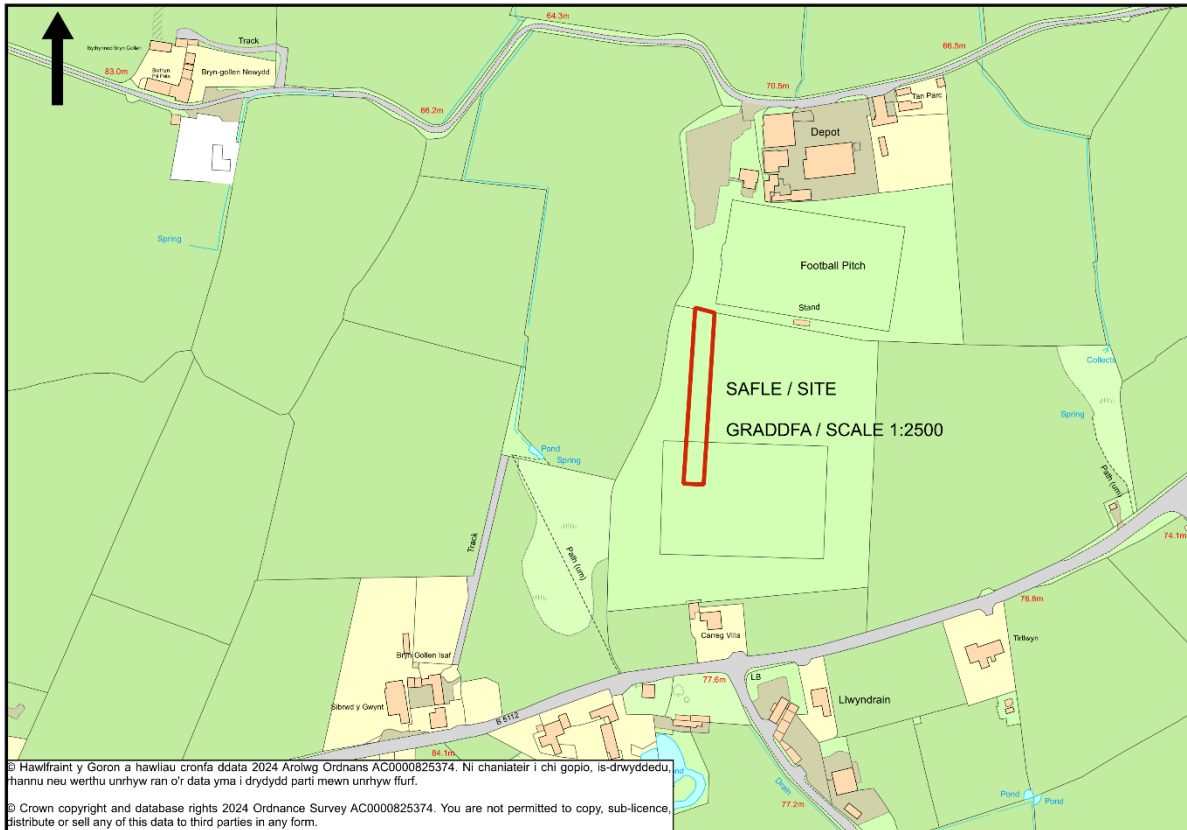 64.3m
Track
66.5m
Bythynnod Bryn Gollen
83.0m
Bwthyn
Pa Pals
Bryn-gollen Newydd
70.5m
Tan Parc
66.2m
Depot
Spring
Football Pitch
Stand
Collects
SAFLE / SITE
Spring
GRADDFA / SCALE 1:2500
Pond
Spring
Path (um)
Track
Path (um)
74.1m
76.8m
Carreg Villa
Tirllwyn
Bryn Gollen Isaf
77.6m
LB
Llwyndrain
Sibrwd y Gwynt
B 5112
84.1m
Pond
Drain
77.2m
Pond
Pond
© Hawlfraint y Goron a hawliau cronfa ddata 2024 Arolwg Ordnans AC0000825374. Ni chaniateir i chi gopio, is-drwyddedu,
rhannu neu werthu unrhyw ran o'r data yma i drydydd parti mewn unrhyw ffurf.
© Crown copyright and database rights 2024 Ordnance Survey AC0000825374. You are not permitted to copy, sub-licence,
distribute or sell any of this data to third parties in any form.